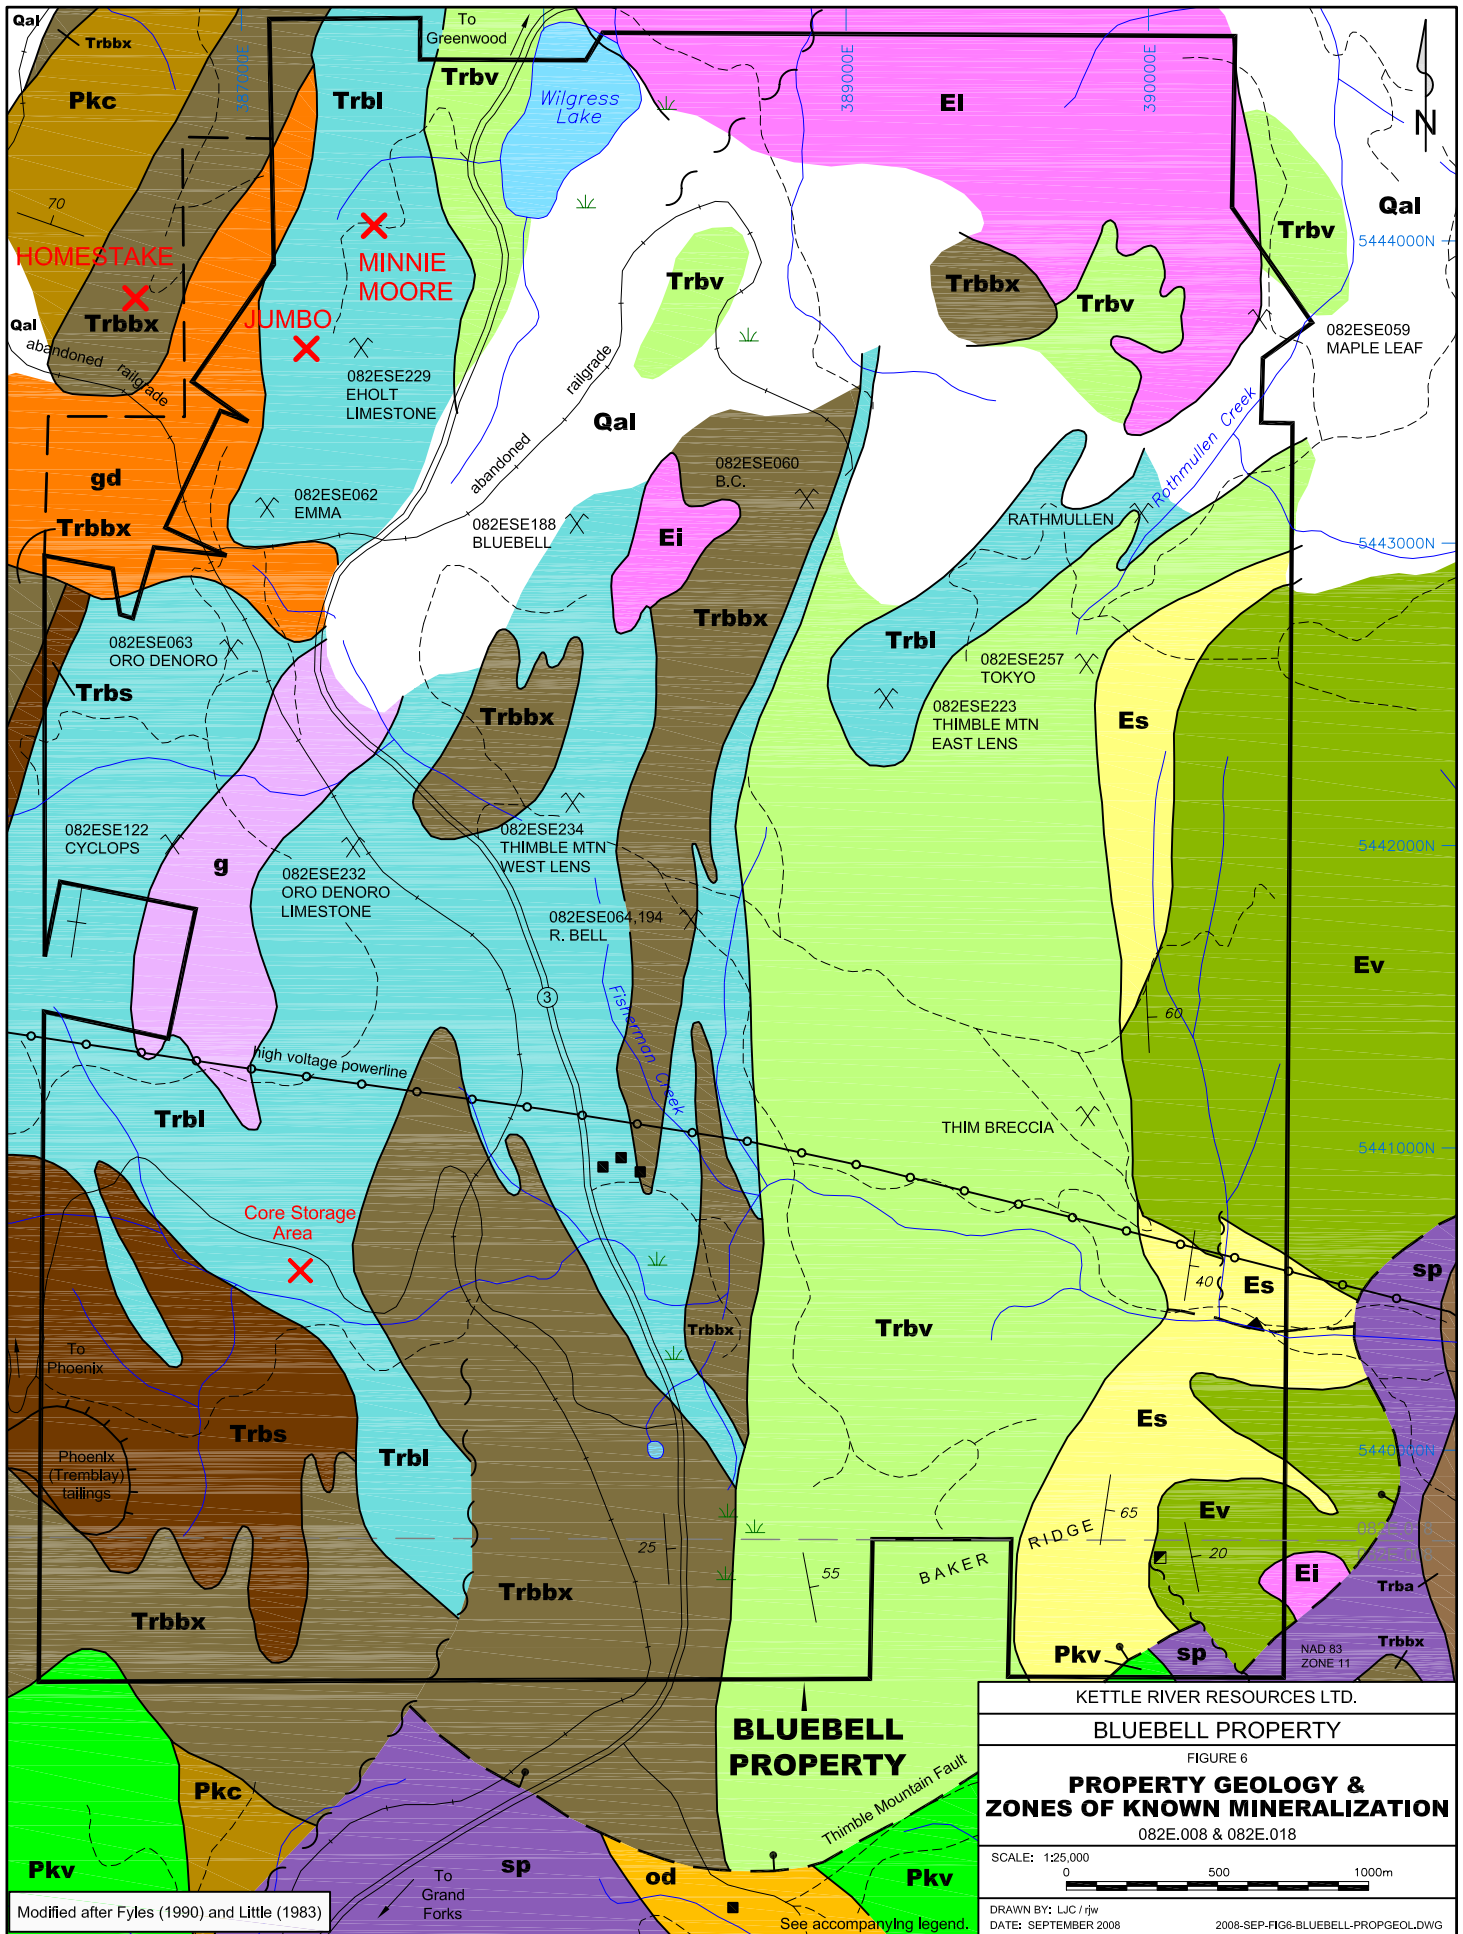 Qal
Trbbx
Pkc
387000E
Trbl
To
Greenwood
Trbv
Wilgress
Lake
389000E
El
390000E
N
70
Qal
Trbv
5444000N
HOMESTAKE
MINNIE
MOORE
Trbv
Trbbx
Trbv
Trbbx
JUMBO
Qal
abandoned railgrade
082ESE229
EHOLT
LIMESTONE
railgrade
abandoned
082ESE059
MAPLE LEAF
Qal
Rothmullen Creek
gd
082ESE060
B.C.
082ESE062
EMMA
Trbbx
082ESE188
BLUEBELL
Ei
RATHMULLEN
5443000N
Trbbx
082ESE063
ORO DENORO
Trbl
082ESE257
TOKYO
Trbs
Trbbx
082ESE223
THIMBLE MTN
EAST LENS
Es
082ESE122
CYCLOPS
082ESE234
THIMBLE MTN
WEST LENS
5442000N
g
082ESE232
ORO DENORO
LIMESTONE
082ESE064,194
R. BELL
Ev
3
Fisherman Creek
60
high voltage powerline
Trbl
THIM BRECCIA
5441000N
Core Storage
Area
sp
40
Es
Trbbx
Trbv
To
Phoenix
Es
Trbs
Trbl
5440000N
Phoenix
(Tremblay)
tailings
Ev
65
RIDGE
25
20
BAKER
55
Ei
Trba
Trbbx
Trbbx
Pkv
sp
NAD 83
ZONE 11
Trbbx
BLUEBELL
PROPERTY
Pkc
Thimble Mountain Fault
Pkv
sp
To
Grand
Forks
od
Pkv
Modified after Fyles (1990) and Little (1983)
See accompanying legend.
KETTLE RIVER RESOURCES LTD.
BLUEBELL PROPERTY
FIGURE 6
PROPERTY GEOLOGY &
ZONES OF KNOWN MINERALIZATION
082E.008 & 082E.018
SCALE: 1:25,000
0 500 1000m
DRAWN BY: LJC / rjw
DATE: SEPTEMBER 2008 2008-SEP-FIG6-BLUEBELL-PROPGEOL.DWG